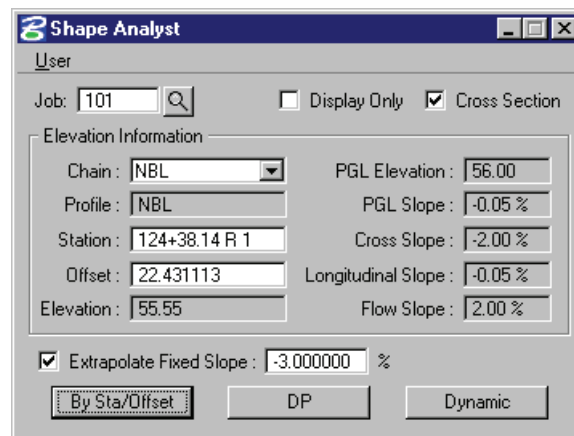 Shape Analyst
User
Job: 101 Display Only Cross Section
Elevation Information
Chain : NBL PGL Elevation : 56.00
Profile : NBL PGL Slope : -0.05 %
Station : 124+38.14 R 1 Cross Slope : -2.00 %
Offset : 22.431113 Longitudinal Slope : -0.05 %
Elevation : 55.55 Flow Slope : 2.00 %
Extrapolate Fixed Slope : -3.000000 %
By Sta/Offset DP Dynamic